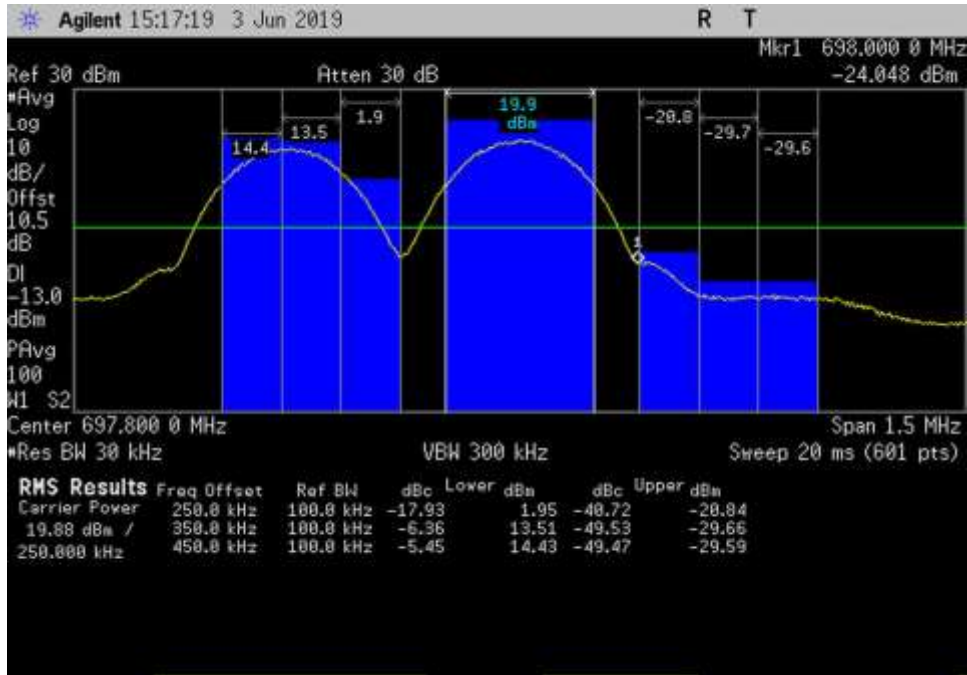 Agilent 15:17:19 3 Jun 2019 R T
Mkr1 698.000 0 MHz
Ref 30 dBm Atten 30 dB -24.048 dBm
#Avg
Log
10
dB/
Offst
10.5
dB
DI
-13.0
dBm
PAvg
100
W1 S2
14.4
13.5
1.9
19.9
dBm
-20.8
-29.7
-29.6
1
Center 697.800 0 MHz Span 1.5 MHz
#Res BW 30 kHz VBW 300 kHz Sweep 20 ms (601 pts)
RMS Results Freq Offset Ref BW dBc Lower dBm dBc Upper dBm
Carrier Power 250.0 kHz 100.0 kHz -17.93 1.95 -40.72 -20.84
19.88 dBm / 350.0 kHz 100.0 kHz -6.36 13.51 -49.53 -29.66
250.000 kHz 450.0 kHz 100.0 kHz -5.45 14.43 -49.47 -29.59